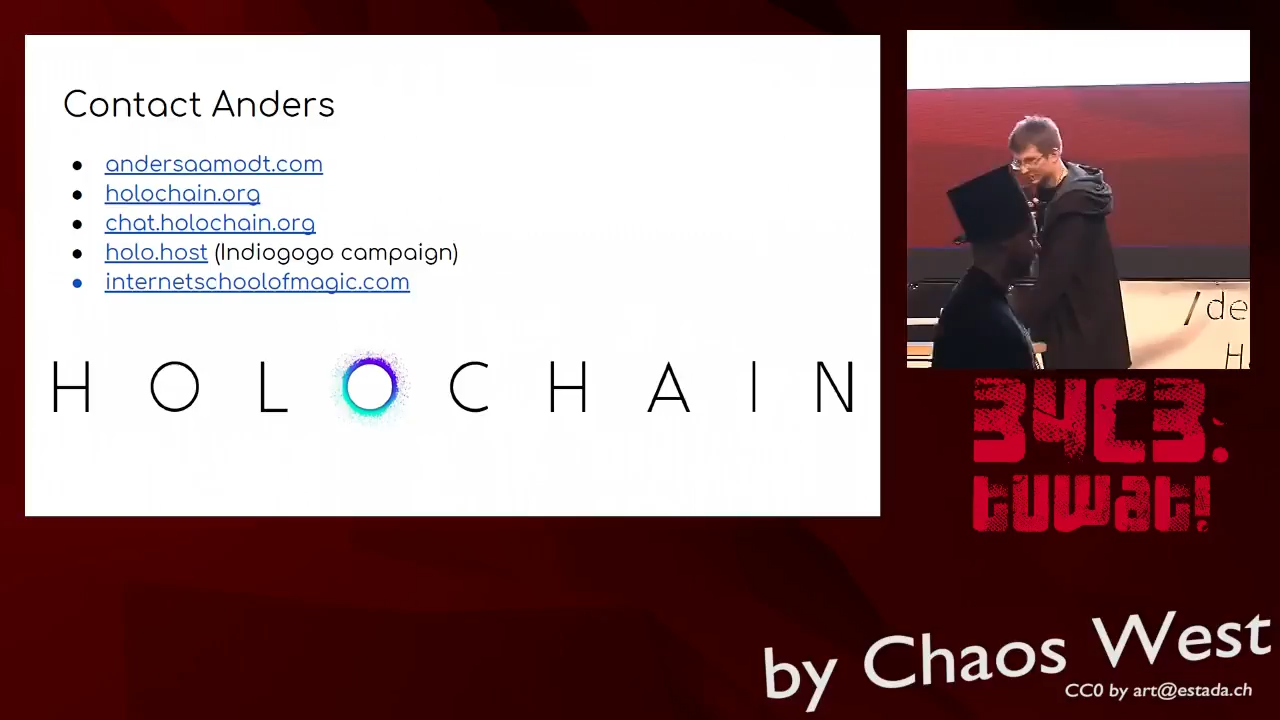 Contact Anders
andersaamodt.com
holochain.org
chat.holochain.org
holo.host (Indiogogo campaign)
internetschoolofmagic.com
HOLOCHAIN
/de
H
34C3:
tuwat!
by Chaos West
CC0 by art@estada.ch